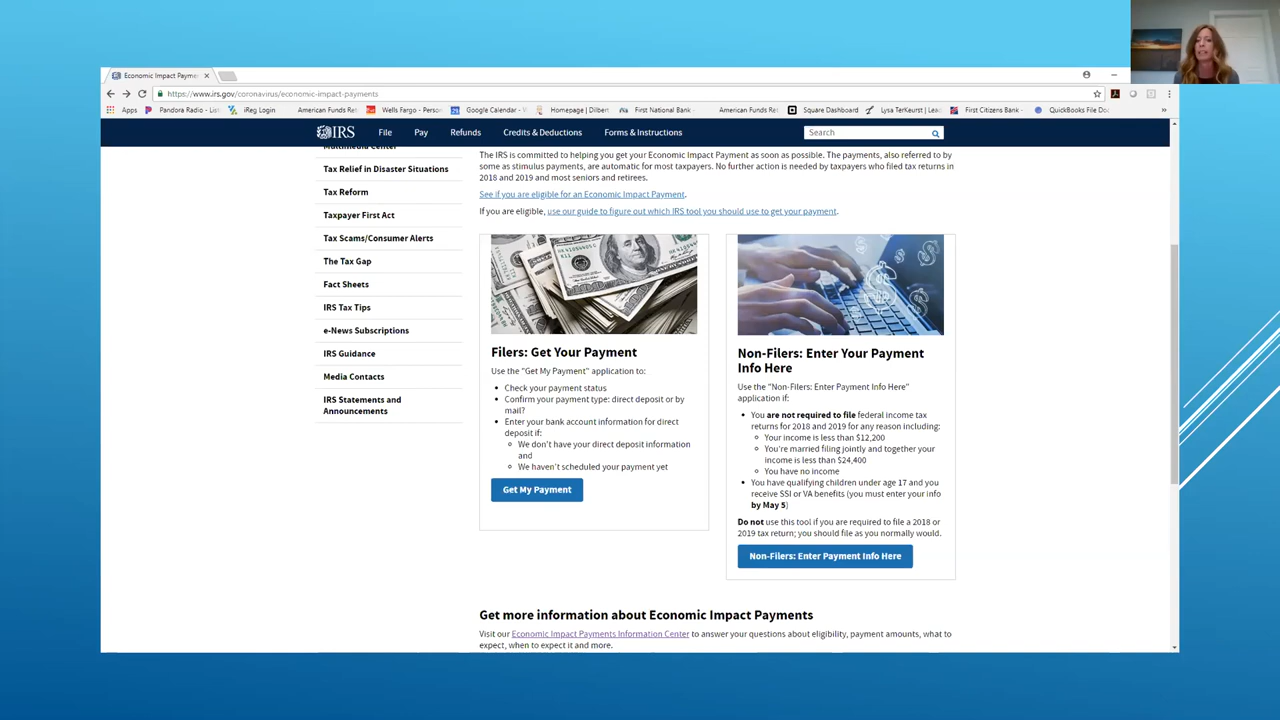 Economic Impact Payme
https://www.irs.gov/coronavirus/economic-impact-payments
Apps Pandora Radio - List iReg Login American Funds Ret Wells Fargo - Person Google Calendar - W Homepage | Dilbert First National Bank - American Funds Ret Square Dashboard Lysa TerKeurst | Lead First Citizens Bank - QuickBooks File Doc »
IRS File Pay Refunds Credits & Deductions Forms & Instructions Search
Multimedia Center
Tax Relief in Disaster Situations
Tax Reform
Taxpayer First Act
Tax Scams/Consumer Alerts
The Tax Gap
Fact Sheets
IRS Tax Tips
e-News Subscriptions
IRS Guidance
Media Contacts
IRS Statements and
Announcements
The IRS is committed to helping you get your Economic Impact Payment as soon as possible. The payments, also referred to by
some as stimulus payments, are automatic for most taxpayers. No further action is needed by taxpayers who filed tax returns in
2018 and 2019 and most seniors and retirees.
See if you are eligible for an Economic Impact Payment.
If you are eligible, use our guide to figure out which IRS tool you should use to get your payment.
Filers: Get Your Payment
Use the "Get My Payment" application to:
• Check your payment status
• Confirm your payment type: direct deposit or by
mail?
• Enter your bank account information for direct
deposit if:
◦ We don't have your direct deposit information
and
◦ We haven't scheduled your payment yet
Get My Payment
Non-Filers: Enter Your Payment
Info Here
Use the "Non-Filers: Enter Payment Info Here"
application if:
• You are not required to file federal income tax
returns for 2018 and 2019 for any reason including:
◦ Your income is less than $12,200
◦ You're married filing jointly and together your
income is less than $24,400
◦ You have no income
• You have qualifying children under age 17 and you
receive SSI or VA benefits (you must enter your info
by May 5)
Do not use this tool if you are required to file a 2018 or
2019 tax return; you should file as you normally would.
Non-Filers: Enter Payment Info Here
Get more information about Economic Impact Payments
Visit our Economic Impact Payments Information Center to answer your questions about eligibility, payment amounts, what to
expect, when to expect it and more.